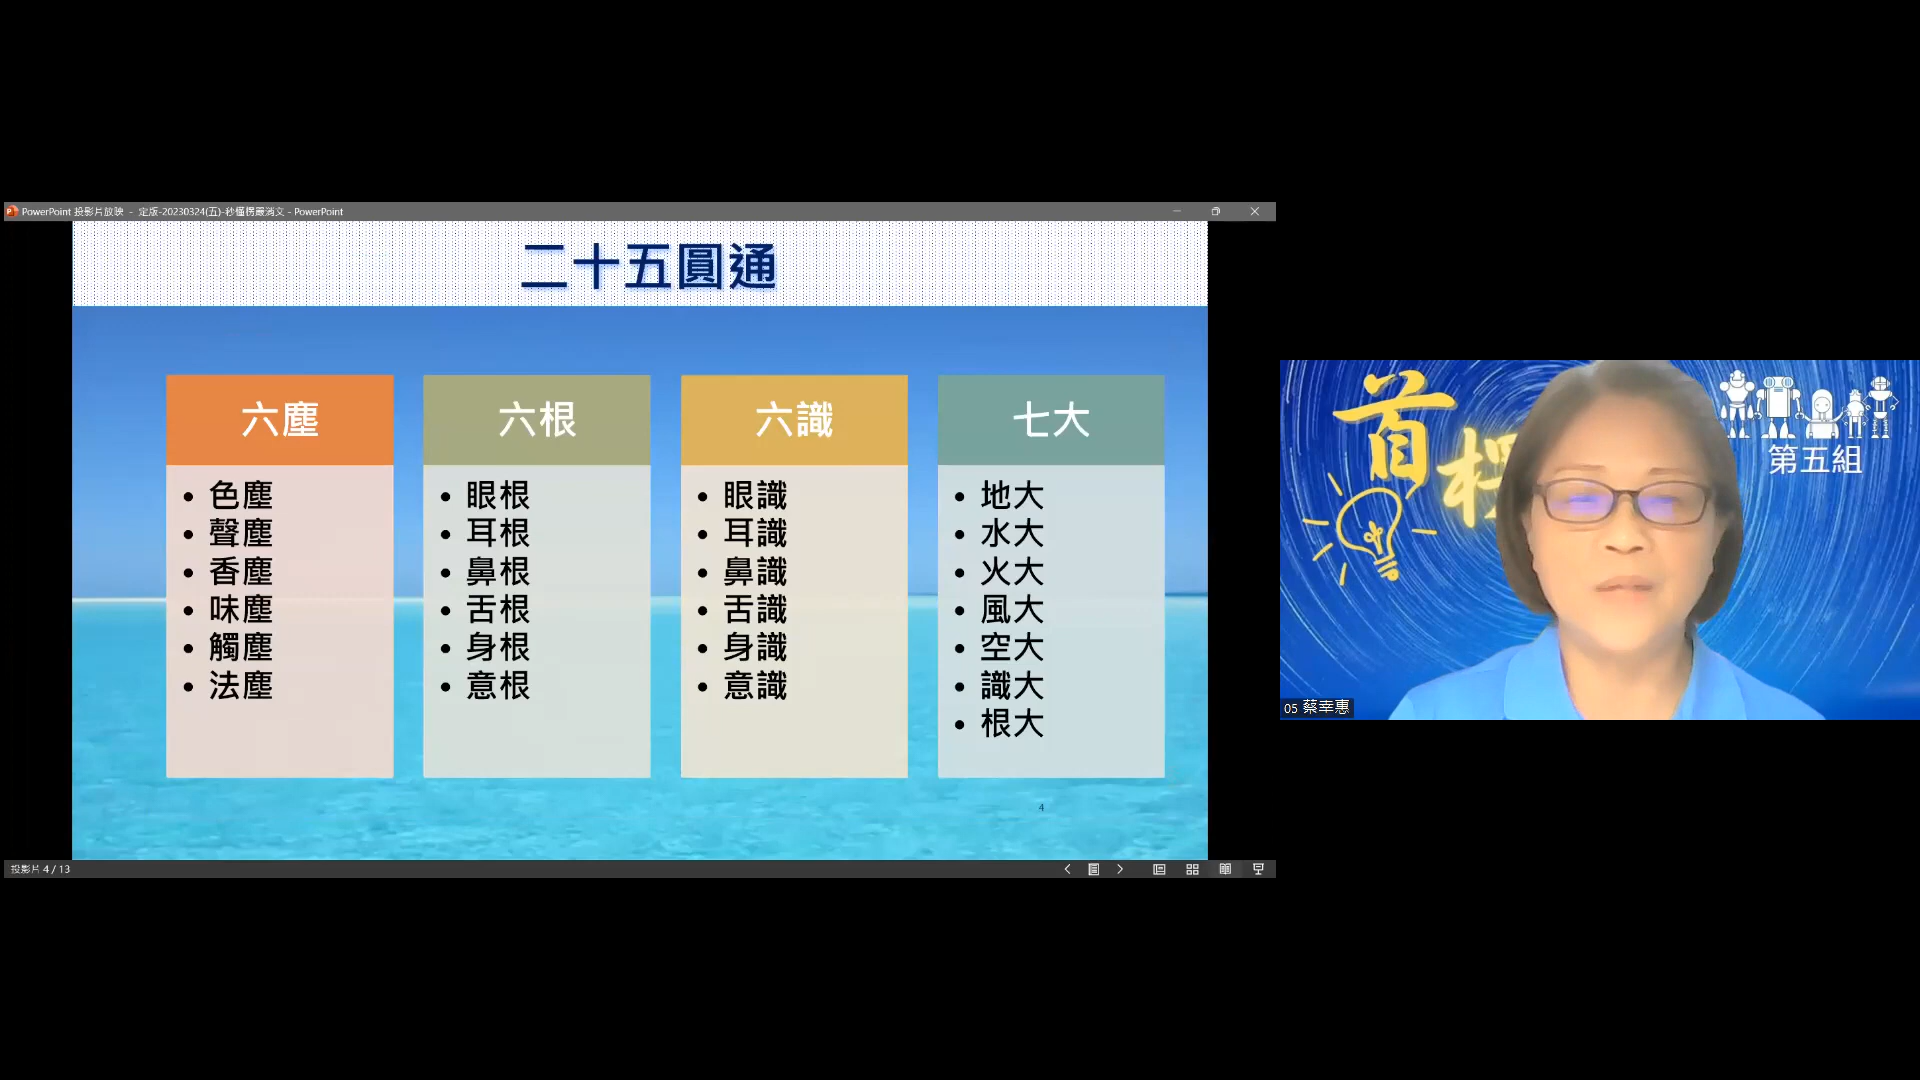 PowerPoint 投影片放映 - 定版-20230324(五)-秒懂楞嚴消文 - PowerPoint
二十五圓通
六塵
色塵
聲塵
香塵
味塵
觸塵
法塵
六根
眼根
耳根
鼻根
舌根
身根
意根
六識
眼識
耳識
鼻識
舌識
身識
意識
七大
地大
水大
火大
風大
空大
識大
根大
4
投影片 4 / 13
首楞
第五組
05 蔡幸惠